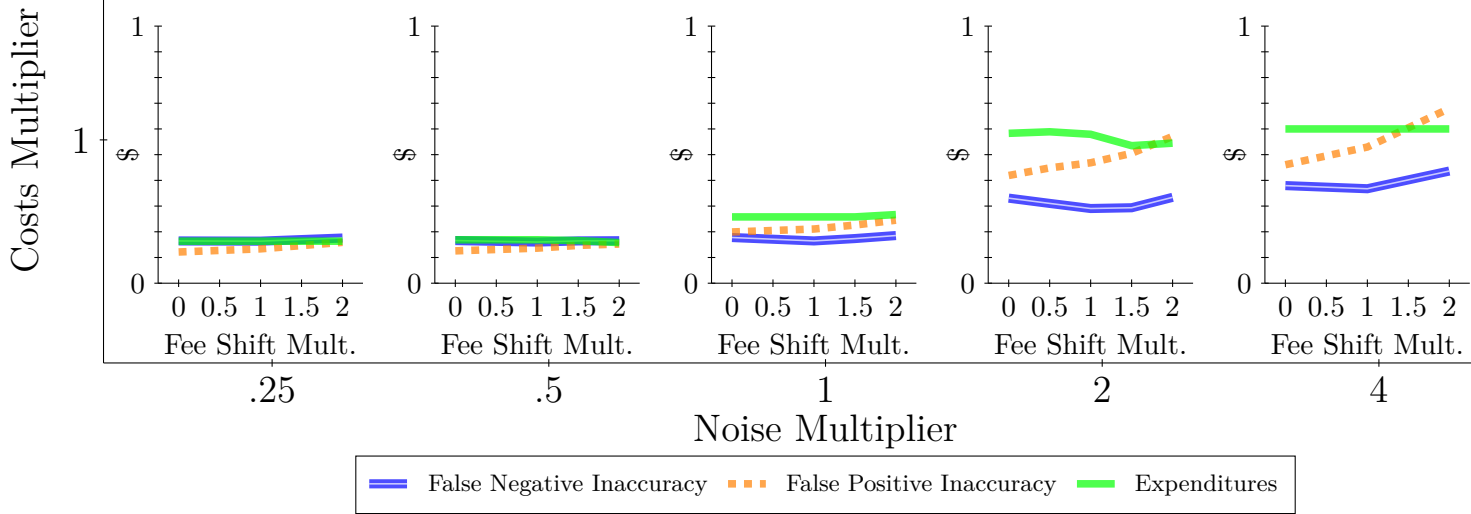 Costs Multiplier
1
1
$
0
0 0.5 1 1.5 2
Fee Shift Mult.
1
$
0
0 0.5 1 1.5 2
Fee Shift Mult.
1
$
0
0 0.5 1 1.5 2
Fee Shift Mult.
1
$
0
0 0.5 1 1.5 2
Fee Shift Mult.
1
$
0
0 0.5 1 1.5 2
Fee Shift Mult.
.25 .5 1 2 4
Noise Multiplier
False Negative Inaccuracy False Positive Inaccuracy Expenditures